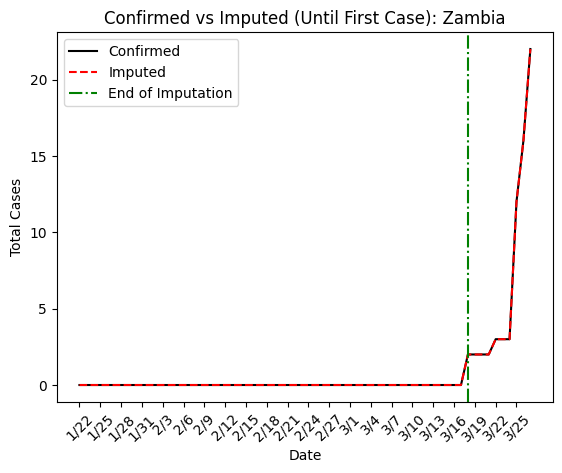 Confirmed vs Imputed (Until First Case): Zambia
Confirmed
Imputed
End of Imputation
Total Cases
20
15
10
5
0
1/22 1/25 1/28 1/31 2/3 2/6 2/9 2/12 2/15 2/18 2/21 2/24 2/27 3/1 3/4 3/7 3/10 3/13 3/16 3/19 3/22 3/25
Date